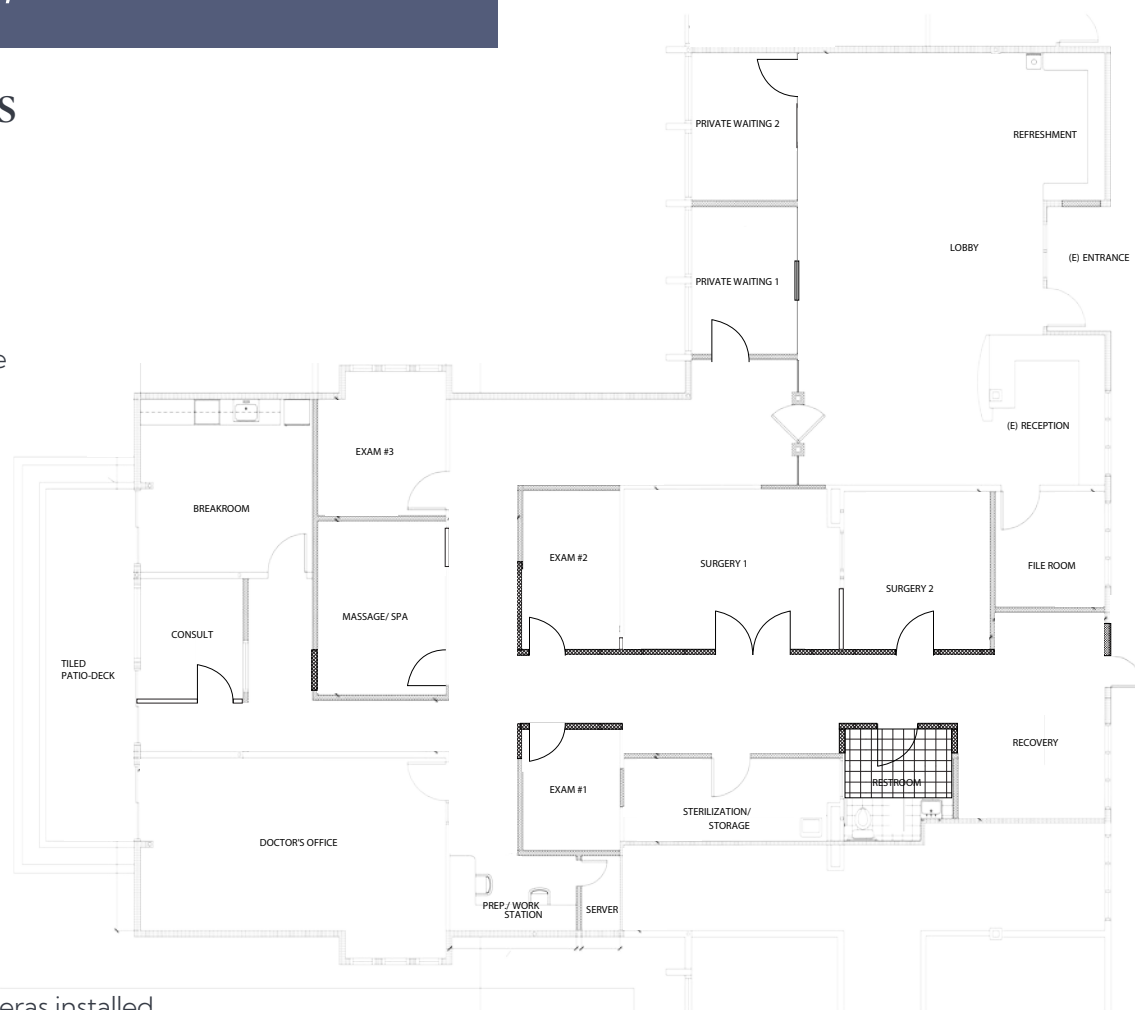 s
e
PRIVATE WAITING 2
REFRESHMENT
LOBBY
(E) ENTRANCE
PRIVATE WAITING 1
(E) RECEPTION
EXAM #3
BREAKROOM
EXAM #2
SURGERY 1
FILE ROOM
SURGERY 2
MASSAGE/ SPA
CONSULT
TILED
PATIO-DECK
RECOVERY
RESTROOM
EXAM #1
STERILIZATION/
STORAGE
DOCTOR'S OFFICE
PREP./ WORK
STATION
SERVER
eras installed